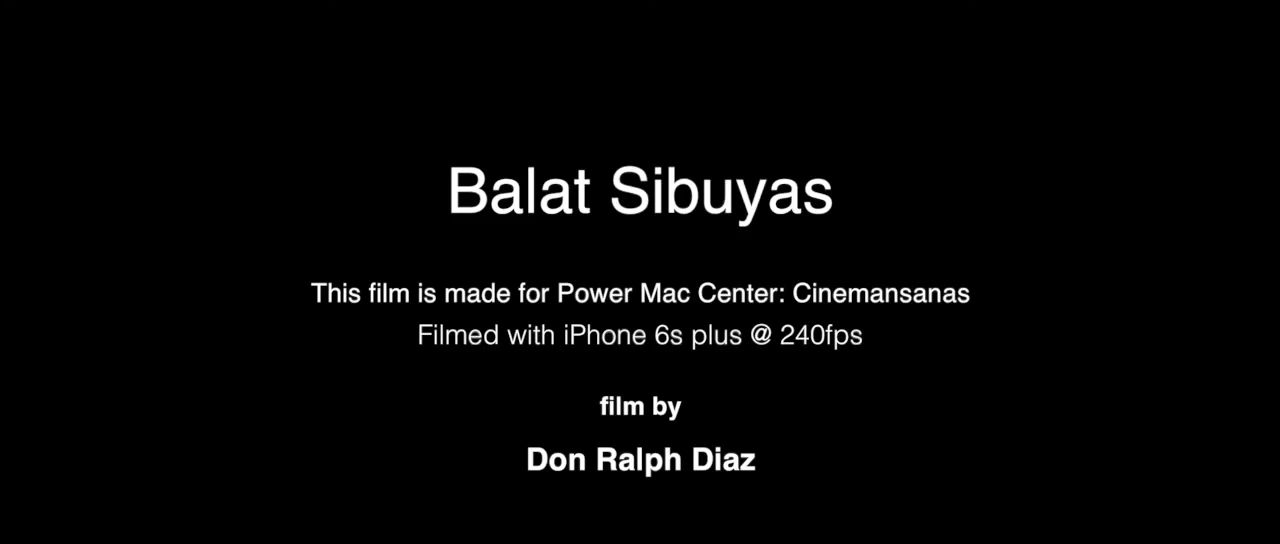 Balat Sibuyas
This film is made for Power Mac Center: Cinemansanas
Filmed with iPhone 6s plus @ 240fps
film by
Don Ralph Diaz